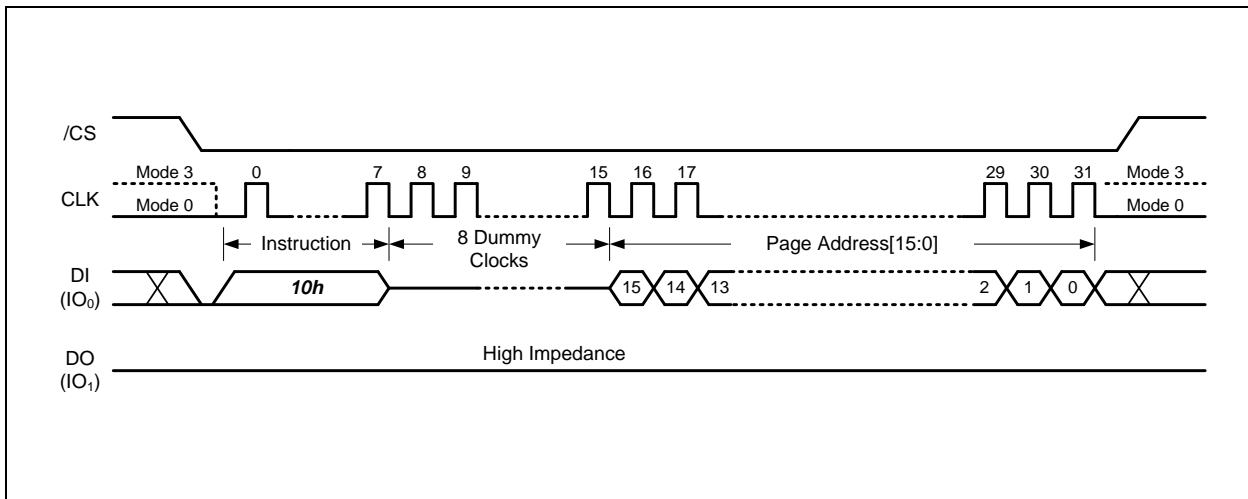 /CS
Mode 3 0 7 8 9 15 16 17 29 30 31 Mode 3
CLK
Mode 0 Mode 0
Instruction 8 Dummy Clocks Page Address[15:0]
DI
(IO₀)
10h 15 14 13 2 1 0
High Impedance
DO
(IO₁)